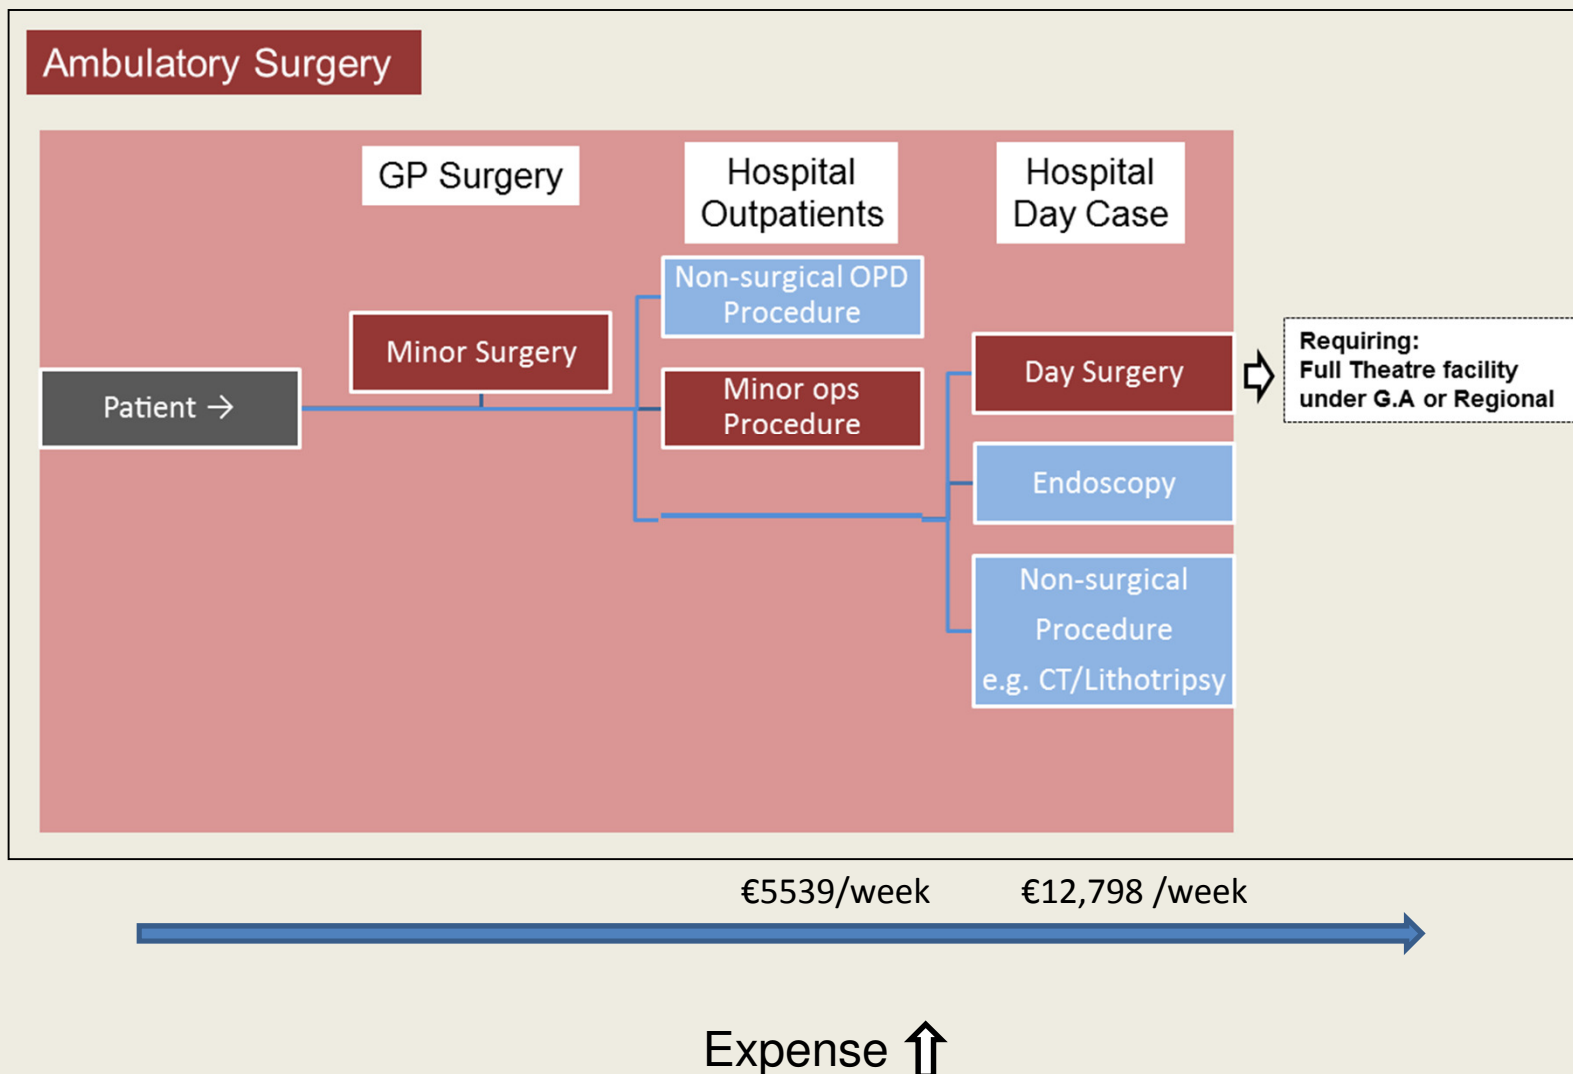 Ambulatory Surgery
GP Surgery
Hospital
Outpatients
Hospital
Day Case
Patient →
Minor Surgery
Non-surgical OPD
Procedure
Minor ops
Procedure
Day Surgery
Endoscopy
Non-surgical
Procedure
e.g. CT/Lithotripsy
Requiring:
Full Theatre facility
under G.A or Regional
€5539/week
€12,798 /week
Expense ⇧